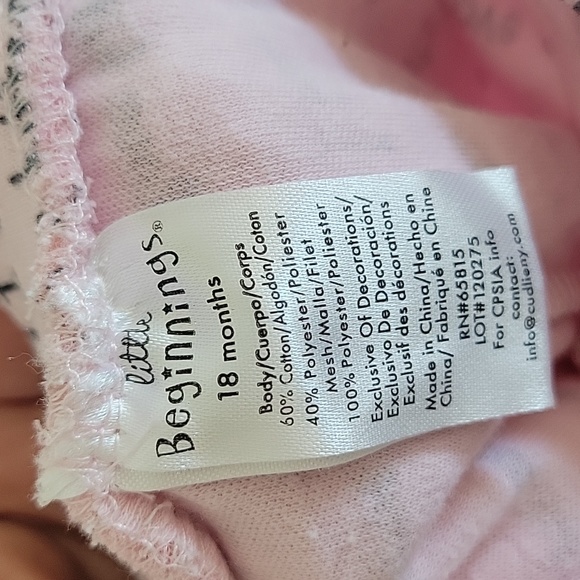 little
Beginnings®
18 months
Body/Cuerpo/Corps
60% Cotton/Algodón/Coton
40% Polyester/Poliester
Mesh/Malla/Filet
100% Polyester/Poliester
Exclusive Of Decorations/
Exclusivo De Decoración/
Exclusif des décorations
Made in China/Hecho en
China/ Fabriqué en Chine
RN#65815
LOT#120275
For CPSIA info
contact:
info@cudlieny.com